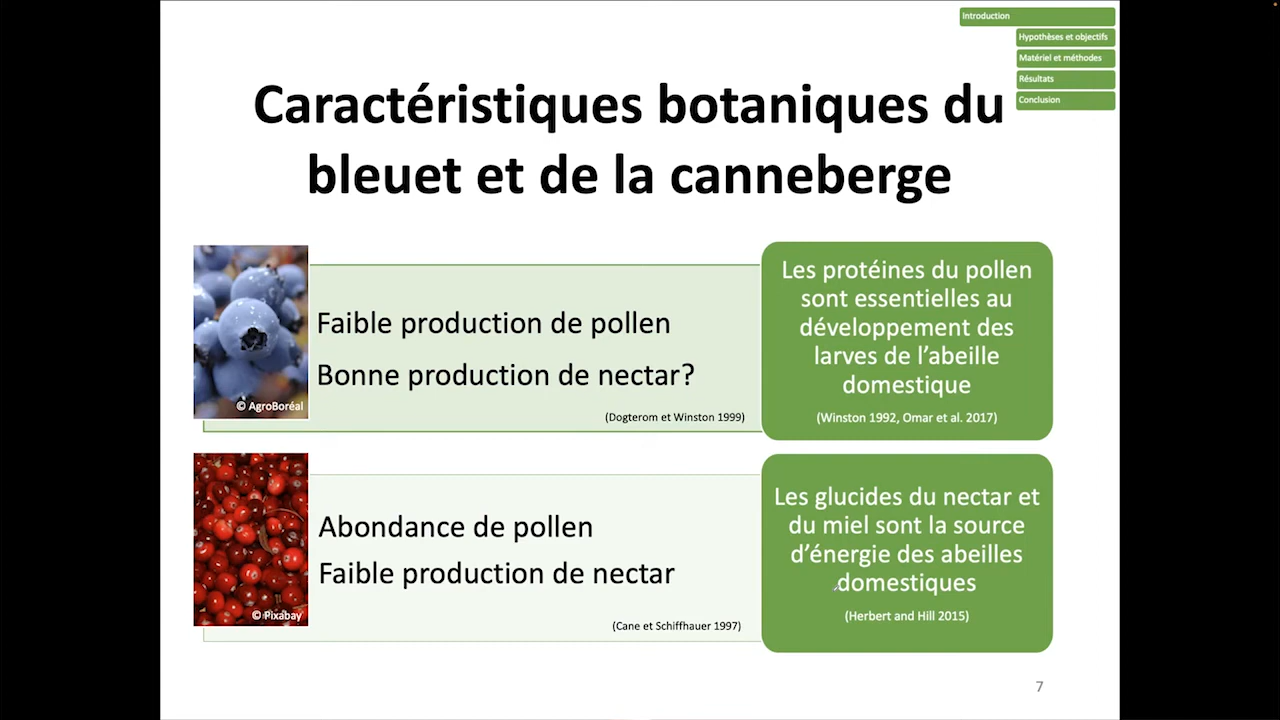 Introduction
Hypothèses et objectifs
Matériel et méthodes
Résultats
Conclusion
Caractéristiques botaniques du
bleuet et de la canneberge
© AgroBoréal
Faible production de pollen
Bonne production de nectar?
(Dogterom et Winston 1999)
Les protéines du pollen
sont essentielles au
développement des
larves de l’abeille
domestique
(Winston 1992, Omar et al. 2017)
© Pixabay
Abondance de pollen
Faible production de nectar
(Cane et Schiffhauer 1997)
Les glucides du nectar et
du miel sont la source
d’énergie des abeilles
domestiques
(Herbert and Hill 2015)
7